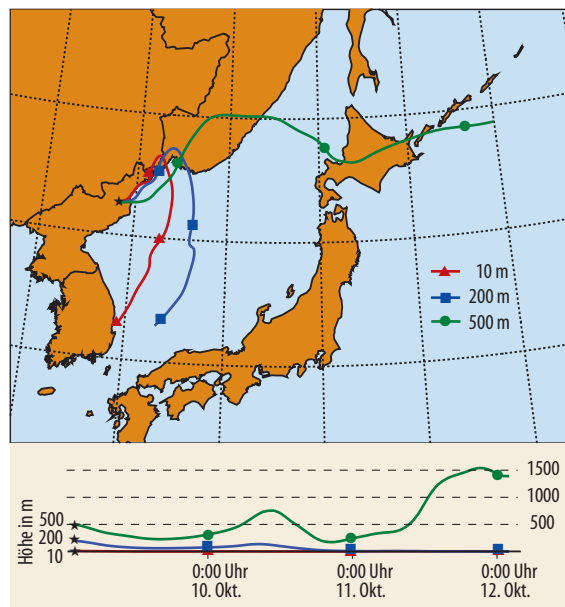 10 m
200 m
500 m
1500
1000
500
500
200
10
Höhe in m
0:00 Uhr
10. Okt.
0:00 Uhr
11. Okt.
0:00 Uhr
12. Okt.